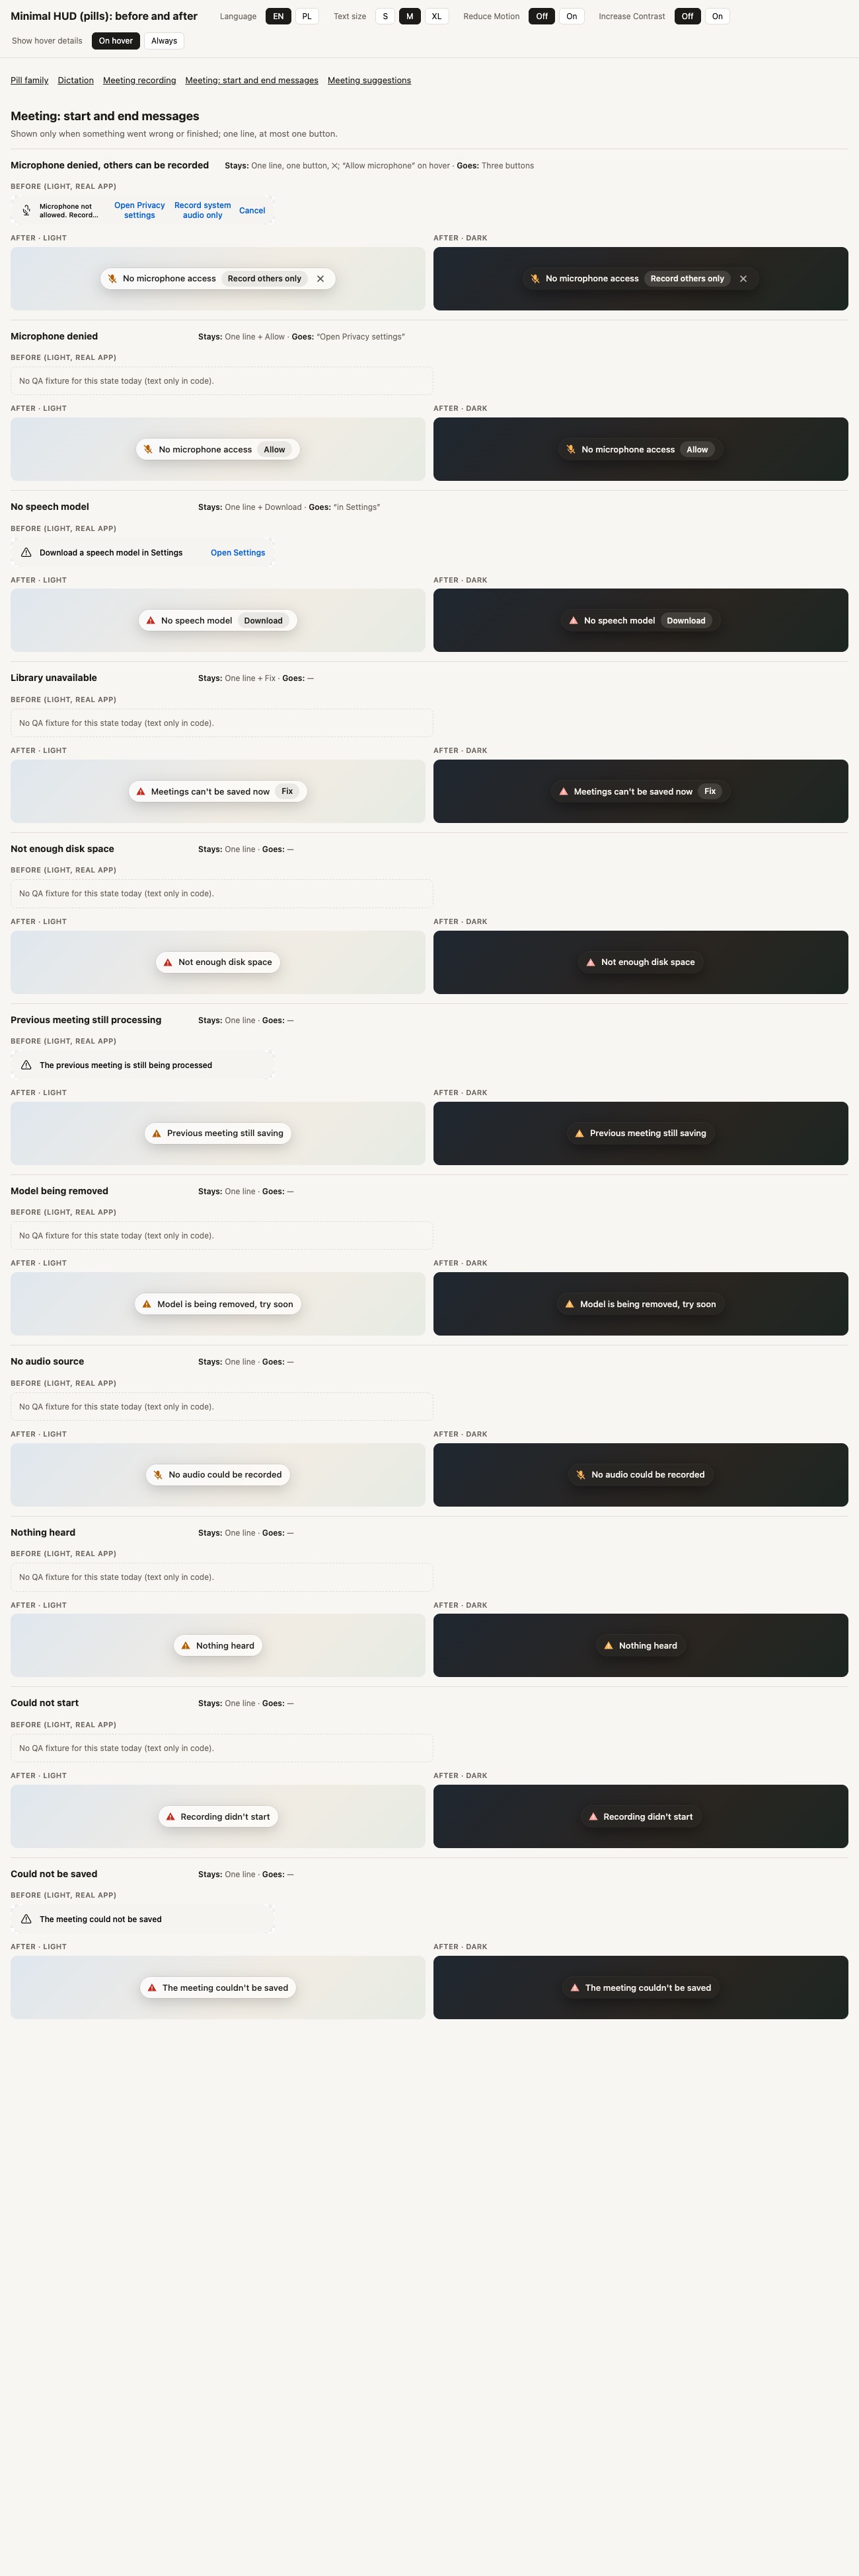 Minimal HUD (pills): before and after
Language EN PL Text size S M XL Reduce Motion Off On Increase Contrast Off On
Show hover details On hover Always
Pill family Dictation Meeting recording Meeting: start and end messages Meeting suggestions
Meeting: start and end messages
Shown only when something went wrong or finished; one line, at most one button.
Microphone denied, others can be recorded Stays: One line, one button, ✕; "Allow microphone" on hover · Goes: Three buttons
BEFORE (LIGHT, REAL APP)
Microphone not allowed. Record... Open Privacy settings Record system audio only Cancel
AFTER · LIGHT AFTER · DARK
No microphone access Record others only ✕ No microphone access Record others only ✕
Microphone denied Stays: One line + Allow · Goes: "Open Privacy settings"
BEFORE (LIGHT, REAL APP)
No QA fixture for this state today (text only in code).
AFTER · LIGHT AFTER · DARK
No microphone access Allow No microphone access Allow
No speech model Stays: One line + Download · Goes: "in Settings"
BEFORE (LIGHT, REAL APP)
Download a speech model in Settings Open Settings
AFTER · LIGHT AFTER · DARK
No speech model Download No speech model Download
Library unavailable Stays: One line + Fix · Goes: —
BEFORE (LIGHT, REAL APP)
No QA fixture for this state today (text only in code).
AFTER · LIGHT AFTER · DARK
Meetings can't be saved now Fix Meetings can't be saved now Fix
Not enough disk space Stays: One line · Goes: —
BEFORE (LIGHT, REAL APP)
No QA fixture for this state today (text only in code).
AFTER · LIGHT AFTER · DARK
Not enough disk space Not enough disk space
Previous meeting still processing Stays: One line · Goes: —
BEFORE (LIGHT, REAL APP)
The previous meeting is still being processed
AFTER · LIGHT AFTER · DARK
Previous meeting still saving Previous meeting still saving
Model being removed Stays: One line · Goes: —
BEFORE (LIGHT, REAL APP)
No QA fixture for this state today (text only in code).
AFTER · LIGHT AFTER · DARK
Model is being removed, try soon Model is being removed, try soon
No audio source Stays: One line · Goes: —
BEFORE (LIGHT, REAL APP)
No QA fixture for this state today (text only in code).
AFTER · LIGHT AFTER · DARK
No audio could be recorded No audio could be recorded
Nothing heard Stays: One line · Goes: —
BEFORE (LIGHT, REAL APP)
No QA fixture for this state today (text only in code).
AFTER · LIGHT AFTER · DARK
Nothing heard Nothing heard
Could not start Stays: One line · Goes: —
BEFORE (LIGHT, REAL APP)
No QA fixture for this state today (text only in code).
AFTER · LIGHT AFTER · DARK
Recording didn't start Recording didn't start
Could not be saved Stays: One line · Goes: —
BEFORE (LIGHT, REAL APP)
The meeting could not be saved
AFTER · LIGHT AFTER · DARK
The meeting couldn't be saved The meeting couldn't be saved